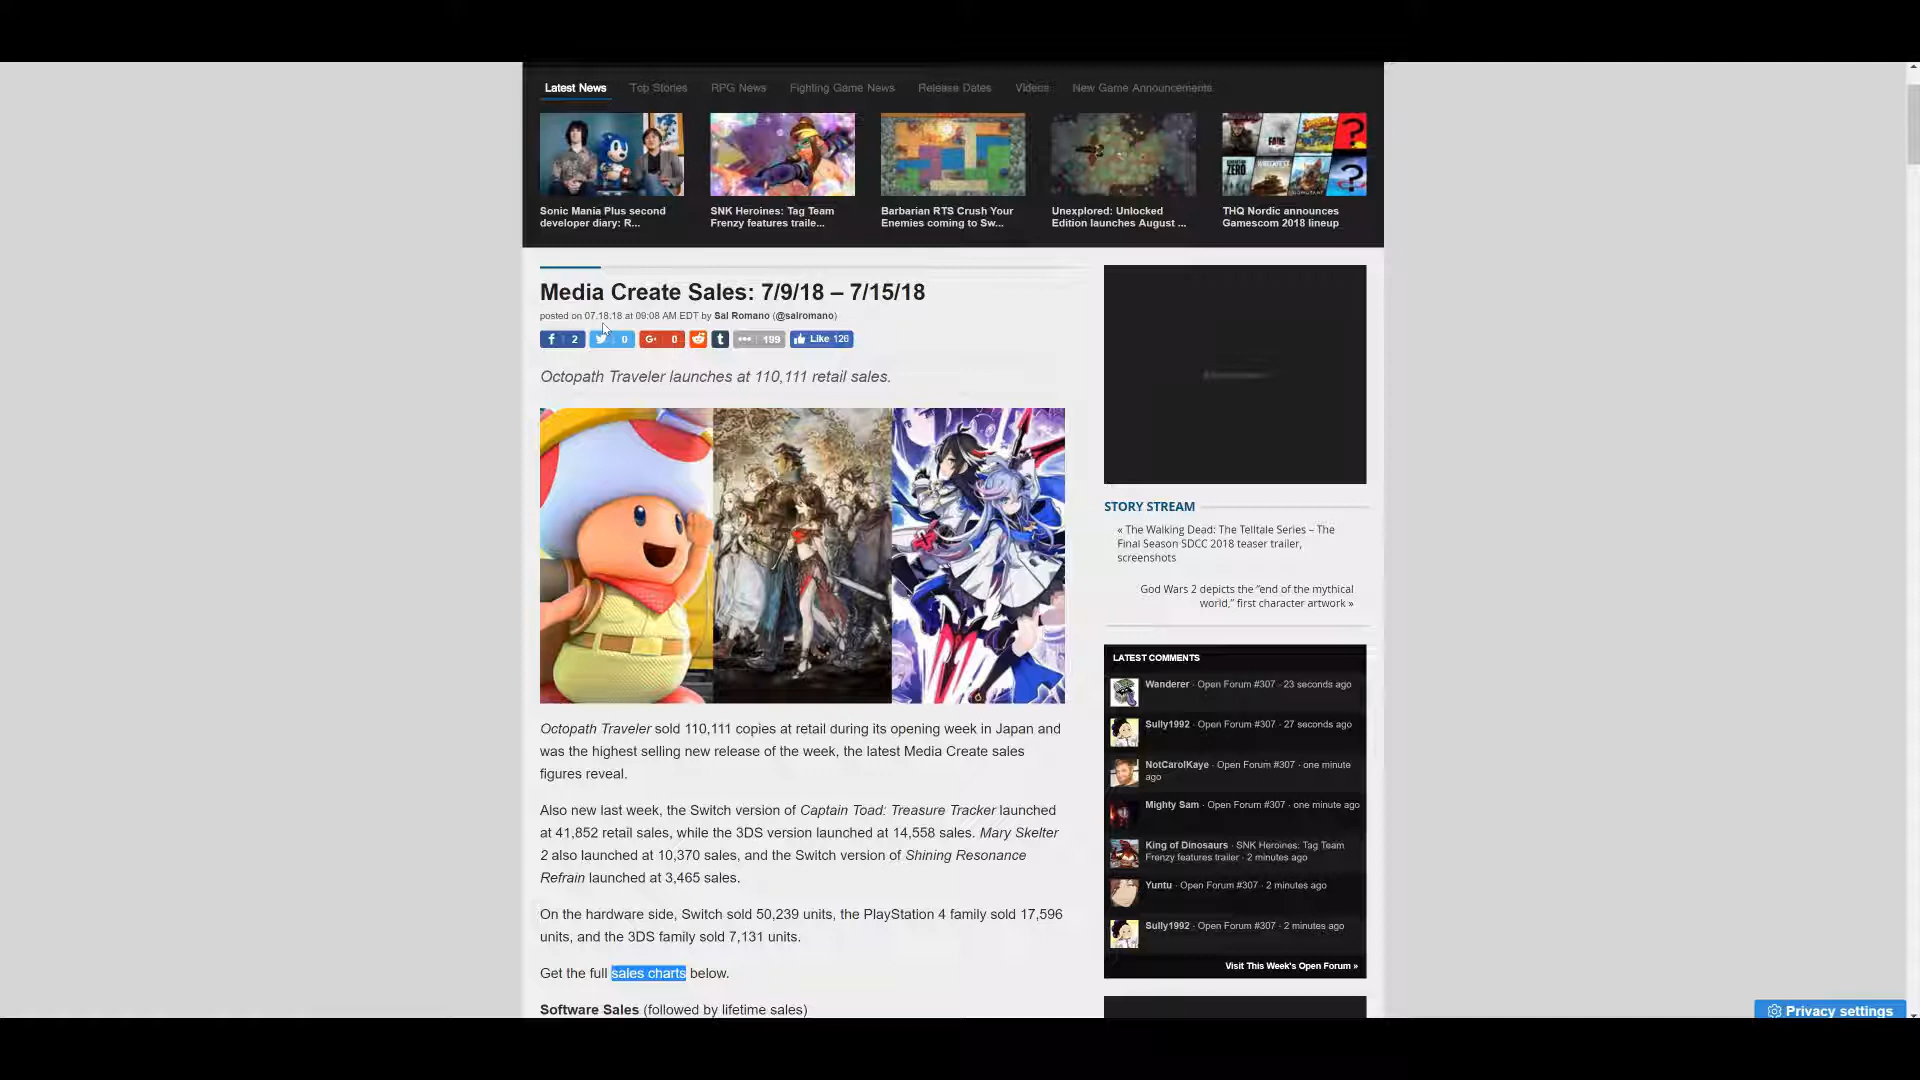 Latest News Top Stories RPG News Fighting Game News Release Dates Videos New Game Announcements
Sonic Mania Plus second
developer diary: R...
SNK Heroines: Tag Team
Frenzy features traile...
Barbarian RTS Crush Your
Enemies coming to Sw...
Unexplored: Unlocked
Edition launches August ...
THQ Nordic announces
Gamescom 2018 lineup
Media Create Sales: 7/9/18 – 7/15/18
posted on 07.18.18 at 09:08 AM EDT by Sal Romano (@salromano)
2 0 G+ 0 t 199 Like 126
Octopath Traveler launches at 110,111 retail sales.
Octopath Traveler sold 110,111 copies at retail during its opening week in Japan and
was the highest selling new release of the week, the latest Media Create sales
figures reveal.
Also new last week, the Switch version of Captain Toad: Treasure Tracker launched
at 41,852 retail sales, while the 3DS version launched at 14,558 sales. Mary Skelter
2 also launched at 10,370 sales, and the Switch version of Shining Resonance
Refrain launched at 3,465 sales.
On the hardware side, Switch sold 50,239 units, the PlayStation 4 family sold 17,596
units, and the 3DS family sold 7,131 units.
Get the full sales charts below.
Software Sales (followed by lifetime sales)
STORY STREAM
« The Walking Dead: The Telltale Series – The
Final Season SDCC 2018 teaser trailer,
screenshots
God Wars 2 depicts the “end of the mythical
world,” first character artwork »
LATEST COMMENTS
Wanderer · Open Forum #307 · 23 seconds ago
Sully1992 · Open Forum #307 · 27 seconds ago
NotCarolKaye · Open Forum #307 · one minute
ago
Mighty Sam · Open Forum #307 · one minute ago
King of Dinosaurs · SNK Heroines: Tag Team
Frenzy features trailer · 2 minutes ago
Yuntu · Open Forum #307 · 2 minutes ago
Sully1992 · Open Forum #307 · 2 minutes ago
Visit This Week's Open Forum »
Privacy settings